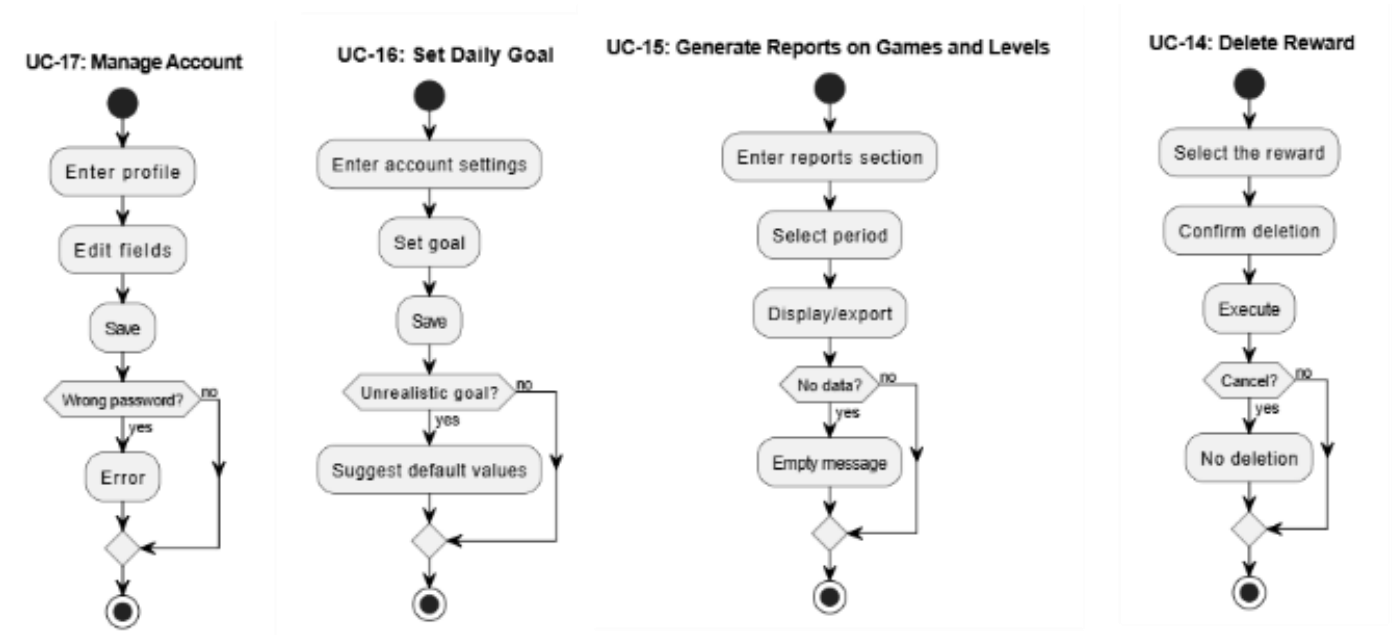 UC-17: Manage Account
Enter profile
Edit fields
Save
Wrong password?
no
yes
Error
UC-16: Set Daily Goal
Enter account settings
Set goal
Save
Unrealistic goal?
no
yes
Suggest default values
UC-15: Generate Reports on Games and Levels
Enter reports section
Select period
Display/export
No data?
no
yes
Empty message
UC-14: Delete Reward
Select the reward
Confirm deletion
Execute
Cancel?
no
yes
No deletion